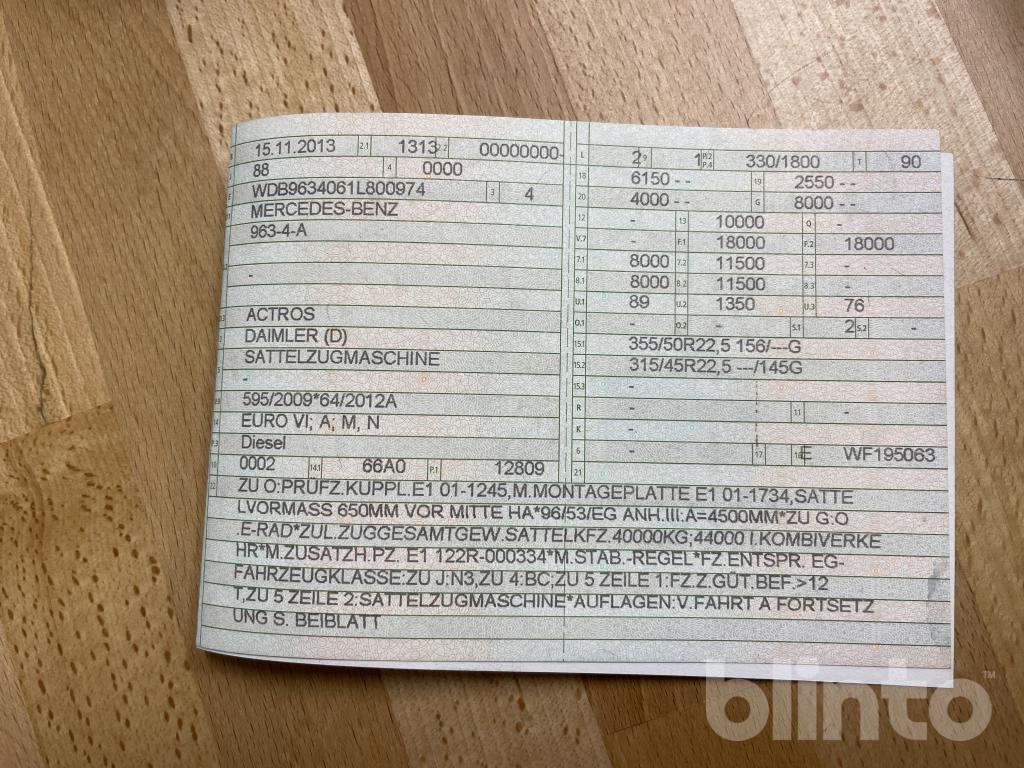 15.11.2013 2.1 1313 2.2 00000000-
88 4 0000
WDB9634061L800974 3 4
MERCEDES-BENZ
963-4-A
-
ACTROS
DAIMLER (D)
SATTELZUGMASCHINE
-
595/2009*64/2012A
EURO VI; A; M, N
P.3 Diesel
10 0002 14.1 66A0 P.1 12809
L 2 9 1 P.2 P.4 330/1800 T 90
18 6150 - - 19 2550 - -
20 4000 - - G 8000 - -
12 - 13 10000 Q -
V.7 - F.1 18000 F.2 18000
7.1 8000 7.2 11500 7.3 -
8.1 8000 8.2 11500 8.3 -
U.1 89 U.2 1350 U.3 76
O.1 - O.2 - S.1 2 S.2 -
15.1 355/50R22,5 156/---G
15.2 315/45R22,5 ---/145G
15.3 -
R - 11 -
K -
6 - 17 16 E WF195063
21
22 ZU O:PRÜFZ.KUPPL.E1 01-1245,M.MONTAGEPLATTE E1 01-1734,SATTE
LVORMASS 650MM VOR MITTE HA*96/53/EG ANH.III:A=4500MM*ZU G:O
.E-RAD*ZUL.ZUGGESAMTGEW.SATTELKFZ.40000KG;44000 I.KOMBIVERKE
HR*M.ZUSATZH.PZ. E1 122R-000334*M.STAB.-REGEL*FZ.ENTSPR. EG-
FAHRZEUGKLASSE:ZU J:N3,ZU 4:BC;ZU 5 ZEILE 1:FZ.Z.GÜT.BEF.>12
T,ZU 5 ZEILE 2:SATTELZUGMASCHINE*AUFLAGEN:V.FAHRT A FORTSETZ
UNG S. BEIBLATT
blinto™